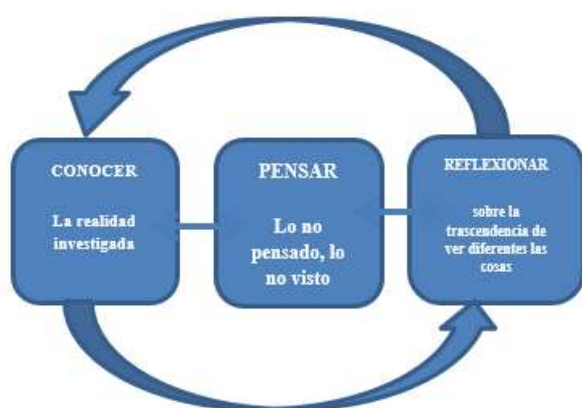 CONOCER
La realidad
investigada
PENSAR
Lo no
pensado, lo
no visto
REFLEXIONAR
sobre la
trascendencia de
ver diferentes las
cosas